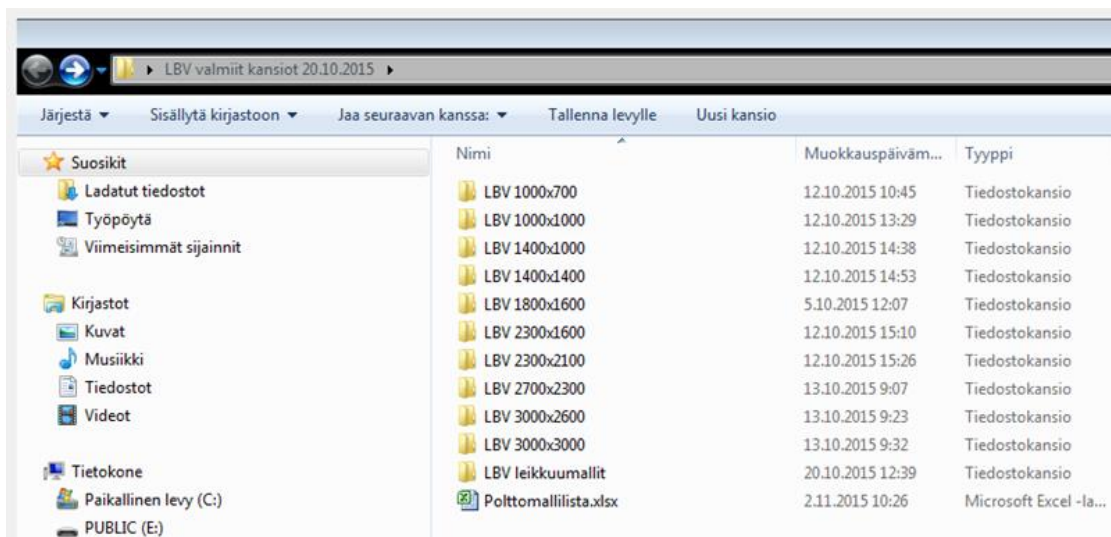 LBV valmiit kansiot 20.10.2015
Järjestä Sisällytä kirjastoon Jaa seuraavan kanssa: Tallenna levylle Uusi kansio
Suosikit
Ladatut tiedostot
Työpöytä
Viimeisimmät sijainnit
Kirjastot
Kuvat
Musiikki
Tiedostot
Videot
Tietokone
Paikallinen levy (C:)
PUBLIC (E:)
Nimi Muokkauspäiväm... Tyyppi
LBV 1000x700 12.10.2015 10:45 Tiedostokansio
LBV 1000x1000 12.10.2015 13:29 Tiedostokansio
LBV 1400x1000 12.10.2015 14:38 Tiedostokansio
LBV 1400x1400 12.10.2015 14:53 Tiedostokansio
LBV 1800x1600 5.10.2015 12:07 Tiedostokansio
LBV 2300x1600 12.10.2015 15:10 Tiedostokansio
LBV 2300x2100 12.10.2015 15:26 Tiedostokansio
LBV 2700x2300 13.10.2015 9:07 Tiedostokansio
LBV 3000x2600 13.10.2015 9:23 Tiedostokansio
LBV 3000x3000 13.10.2015 9:32 Tiedostokansio
LBV leikkuumallit 20.10.2015 12:39 Tiedostokansio
Polttomallilista.xlsx 2.11.2015 10:26 Microsoft Excel -la...